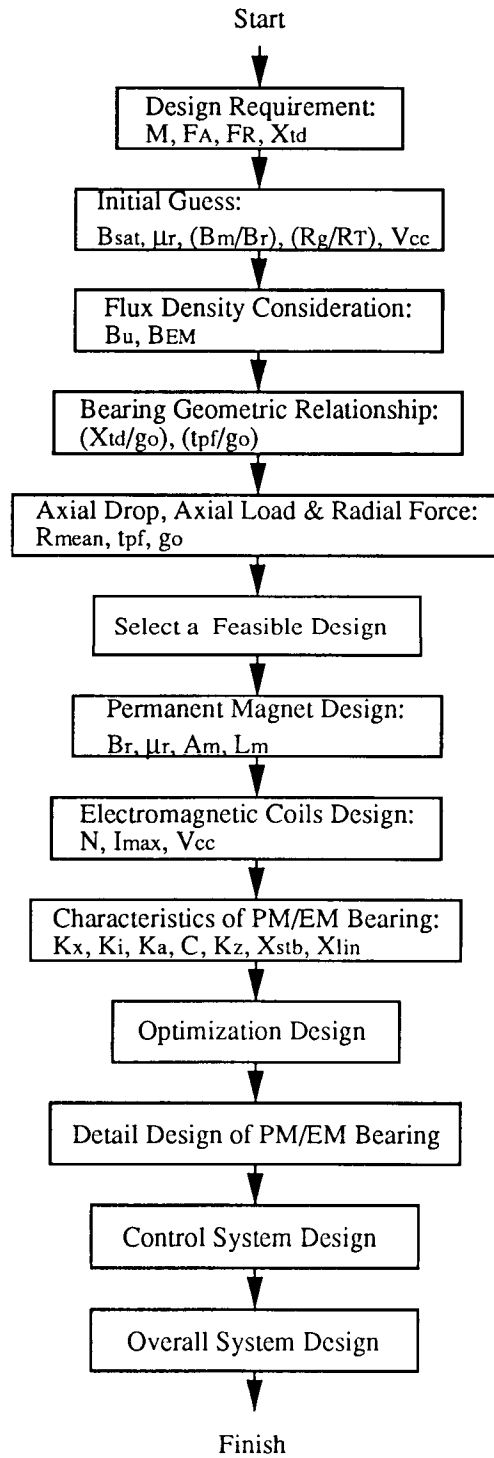 Start
Design Requirement:
M, FA, FR, Xtd
Initial Guess:
Bsat, μr, (Bm/Br), (Rg/RT), Vcc
Flux Density Consideration:
Bu, BEM
Bearing Geometric Relationship:
(Xtd/go), (tpf/go)
Axial Drop, Axial Load & Radial Force:
Rmean, tpf, go
Select a Feasible Design
Permanent Magnet Design:
Br, μr, Am, Lm
Electromagnetic Coils Design:
N, Imax, Vcc
Characteristics of PM/EM Bearing:
Kx, Ki, Ka, C, Kz, Xstb, Xlin
Optimization Design
Detail Design of PM/EM Bearing
Control System Design
Overall System Design
Finish